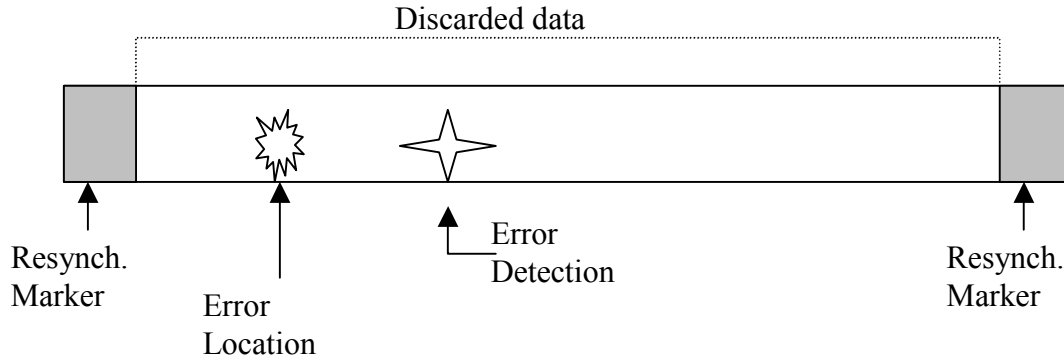 Discarded data
Resynch.
Marker
Error
Location
Error
Detection
Resynch.
Marker